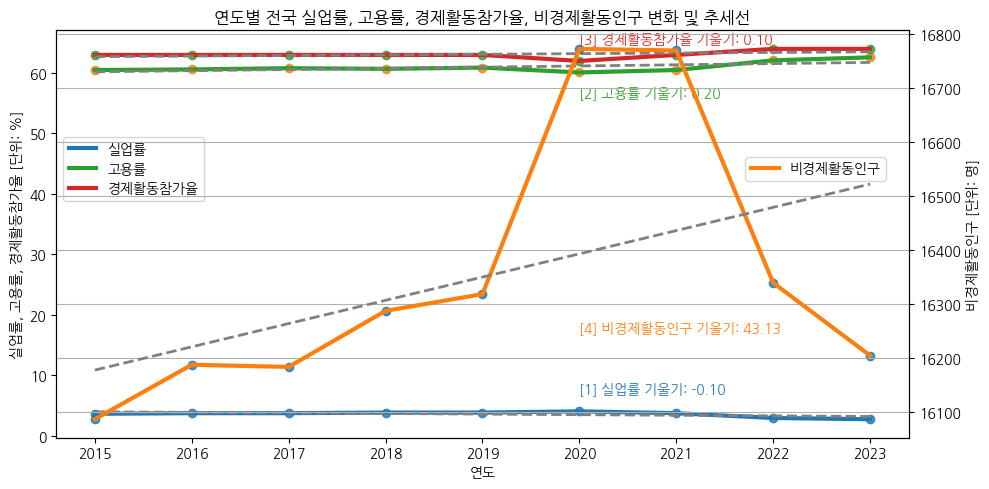 연도별 전국 실업률, 고용률, 경제활동참가율, 비경제활동인구 변화 및 추세선
[3] 경제활동참가율 기울기: 0.10
[2] 고용률 기울기: 0.20
실업률
고용률
경제활동참가율
비경제활동인구
[4] 비경제활동인구 기울기: 43.13
[1] 실업률 기울기: -0.10
실업률, 고용률, 경제활동참가율 [단위: %]
60
50
40
30
20
10
0
비경제활동인구 [단위: 명]
16800
16700
16600
16500
16400
16300
16200
16100
2015 2016 2017 2018 2019 2020 2021 2022 2023
연도